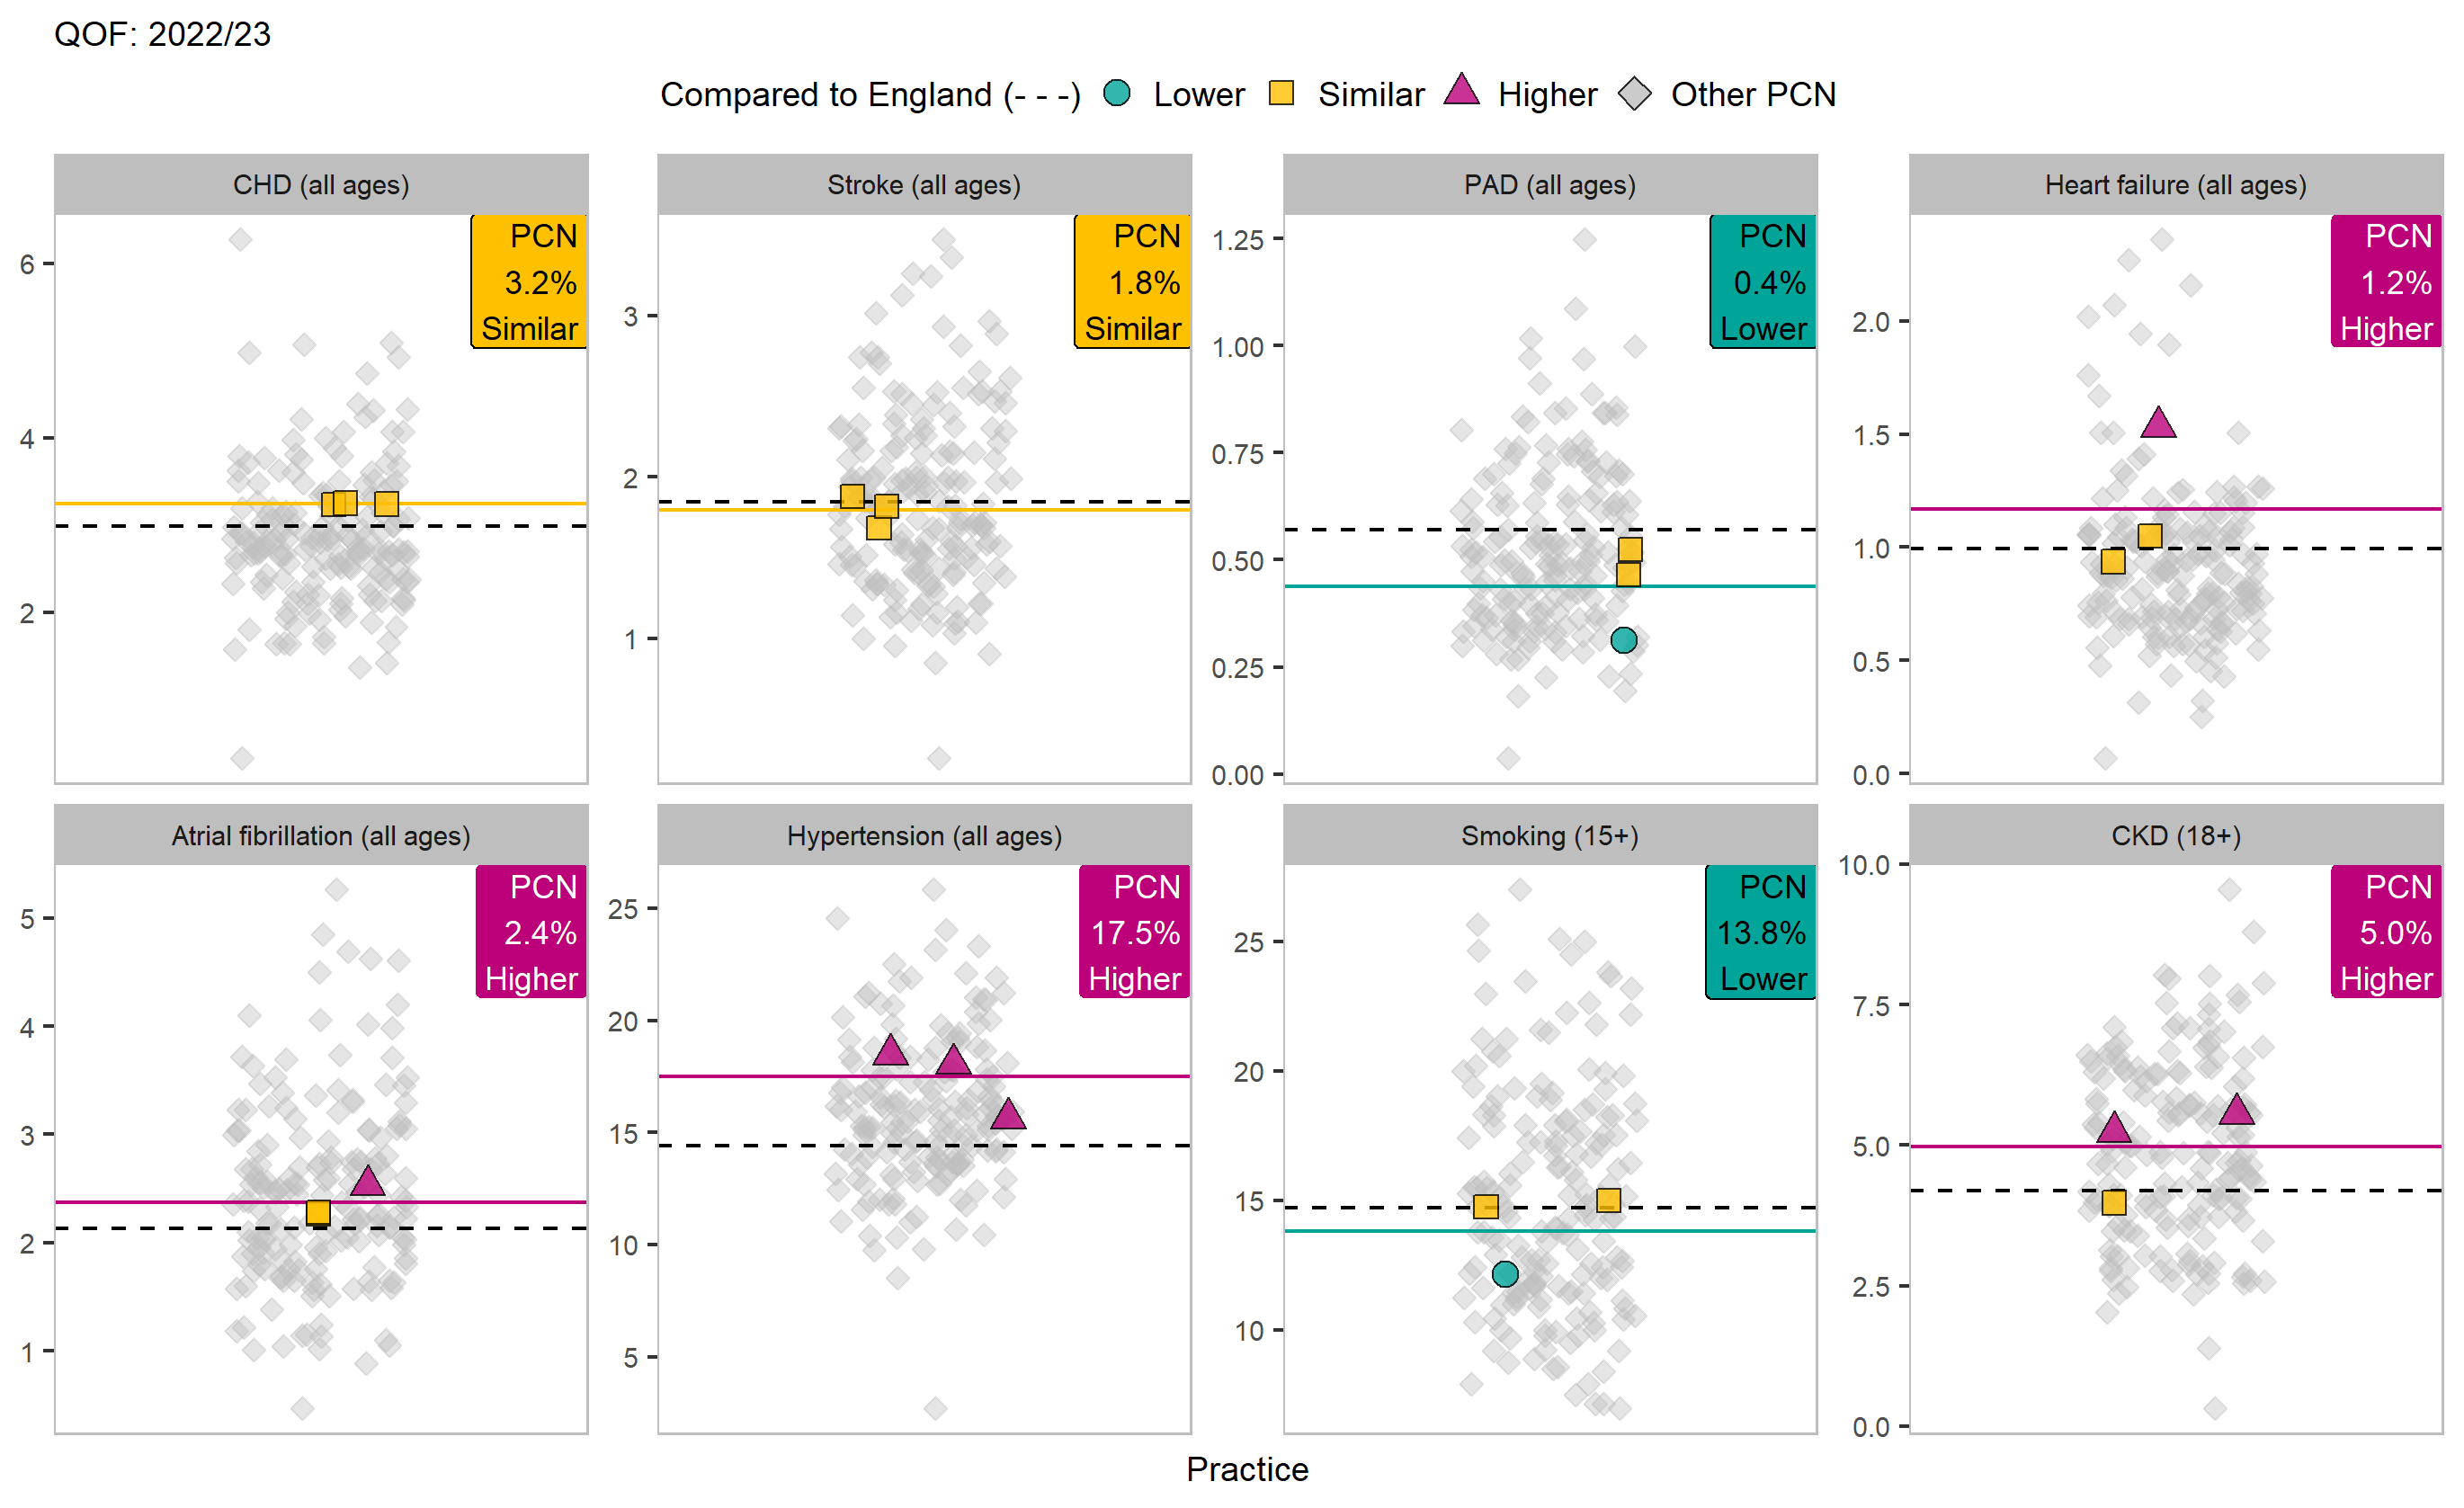 QOF: 2022/23
Compared to England (- - -) Lower Similar Higher Other PCN
CHD (all ages)
PCN
3.2%
Similar
6
4
2
Stroke (all ages)
PCN
1.8%
Similar
3
2
1
PAD (all ages)
PCN
0.4%
Lower
1.25
1.00
0.75
0.50
0.25
0.00
Heart failure (all ages)
PCN
1.2%
Higher
2.0
1.5
1.0
0.5
0.0
Atrial fibrillation (all ages)
PCN
2.4%
Higher
5
4
3
2
1
Hypertension (all ages)
PCN
17.5%
Higher
25
20
15
10
5
Smoking (15+)
PCN
13.8%
Lower
25
20
15
10
CKD (18+)
PCN
5.0%
Higher
10.0
7.5
5.0
2.5
0.0
Practice